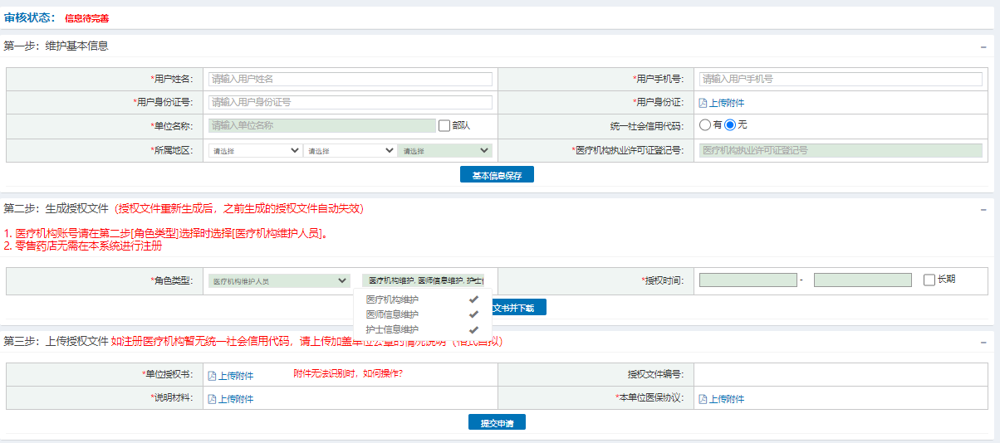 审核状态： 信息待完善
第一步：维护基本信息
*用户姓名： 请输入用户姓名 *用户手机号： 请输入用户手机号
*用户身份证号： 请输入用户身份证号 *用户身份证： 上传附件
*单位名称： 请输入单位名称 部队 统一社会信用代码： 有 无
*所属地区： 请选择 请选择 请选择 *医疗机构执业许可证登记号： 医疗机构执业许可证登记号
基本信息保存
第二步：生成授权文件（授权文件重新生成后，之前生成的授权文件自动失效）
1. 医疗机构账号请在第二步[角色类型]选择时选择[医疗机构维护人员]。
2. 零售药店无需在本系统进行注册
*角色类型： 医疗机构维护人员 医疗机构维护, 医师信息维护, 护士 *授权时间： - 长期
医疗机构维护
文书并下载
医师信息维护
护士信息维护
第三步：上传授权文件 如注册医疗机构暂无统一社会信用代码，请上传加盖单位公章的情况说明（格式自拟）
*单位授权书： 上传附件 附件无法识别时，如何操作? 授权文件编号：
*说明材料： 上传附件 *本单位医保协议： 上传附件
提交申请